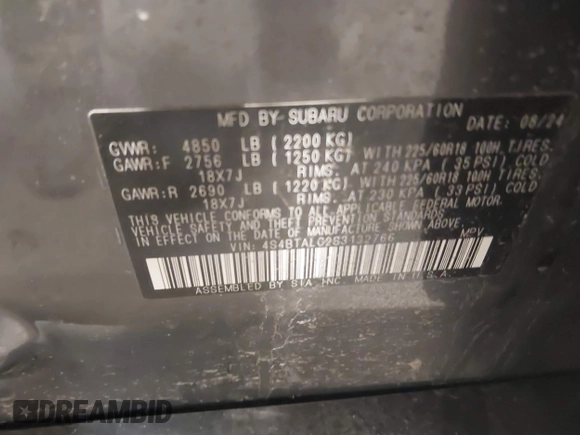 MFD BY SUBARU CORPORATION DATE: 08/24
GVWR: 4850 LB (2200 KG)
GAWR:F 2756 LB (1250 KG) WITH 225/60R18 100H TIRES.
18X7J RIMS. AT 240 KPA (35 PSI) COLD
GAWR:R 2690 LB (1220 KG) WITH 225/60R18 100H TIRES.
18X7J RIMS. AT 230 KPA (33 PSI) COLD
THIS VEHICLE CONFORMS TO ALL APPLICABLE FEDERAL MOTOR
VEHICLE SAFETY AND THEFT PREVENTION STANDARDS
IN EFFECT ON THE DATE OF MANUFACTURE SHOWN ABOVE.
VIN: 4S4BTALC2S3122766 MPV
ASSEMBLED BY SIA INC. MADE IN U.S.A.
DREAMBID